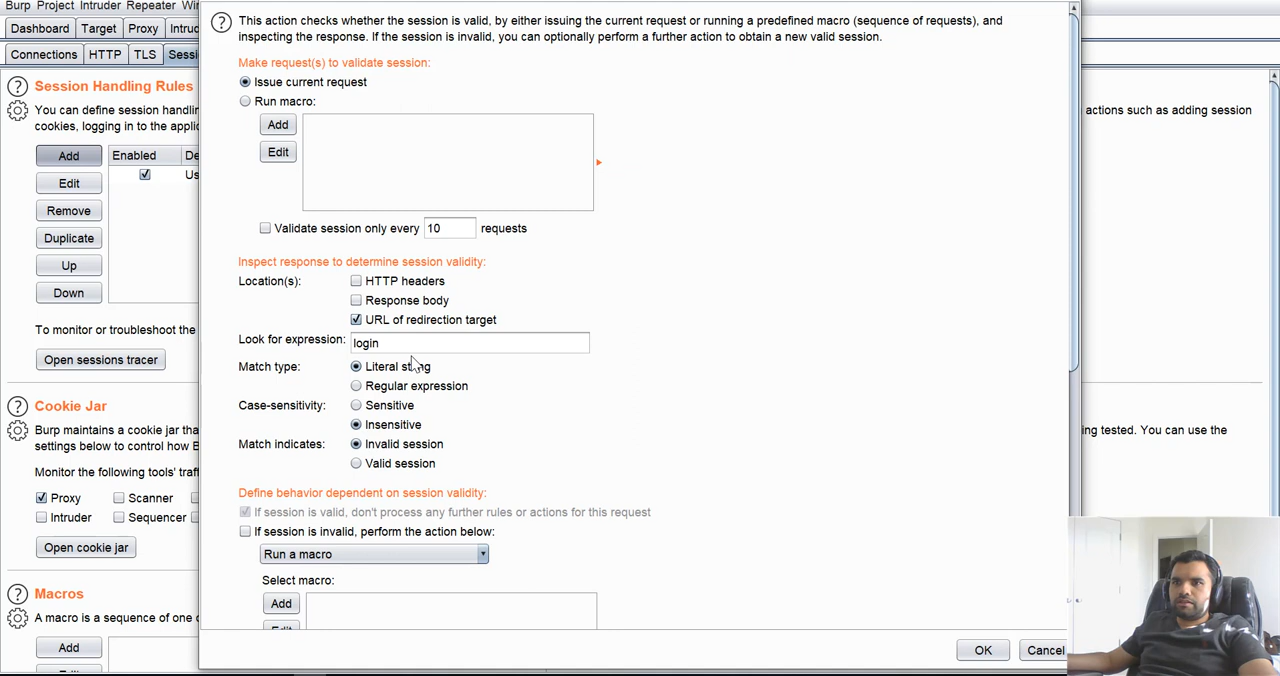 Burp Project Intruder Repeater
Dashboard Target Proxy
Connections HTTP TLS
Session Handling Rules
You can define session
cookies, logging in to the
actions such as adding session
Add Enabled
Edit
Remove
Duplicate
Up
Down
To monitor or troubleshoot the
Open sessions tracer
Cookie Jar
Burp maintains a cookie jar
settings below to control how
ing tested. You can use the
Monitor the following tools'
Proxy Scanner
Intruder Sequencer
Open cookie jar
Macros
A macro is a sequence of one
Add
This action checks whether the session is valid, by either issuing the current request or running a predefined macro (sequence of requests), and
inspecting the response. If the session is invalid, you can optionally perform a further action to obtain a new valid session.
Make request(s) to validate session:
Issue current request
Run macro:
Add
Edit
Validate session only every 10 requests
Inspect response to determine session validity:
Location(s): HTTP headers
Response body
URL of redirection target
Look for expression: login
Match type: Literal string
Regular expression
Case-sensitivity: Sensitive
Insensitive
Match indicates: Invalid session
Valid session
Define behavior dependent on session validity:
If session is valid, don't process any further rules or actions for this request
If session is invalid, perform the action below:
Run a macro
Select macro:
Add
OK Cancel